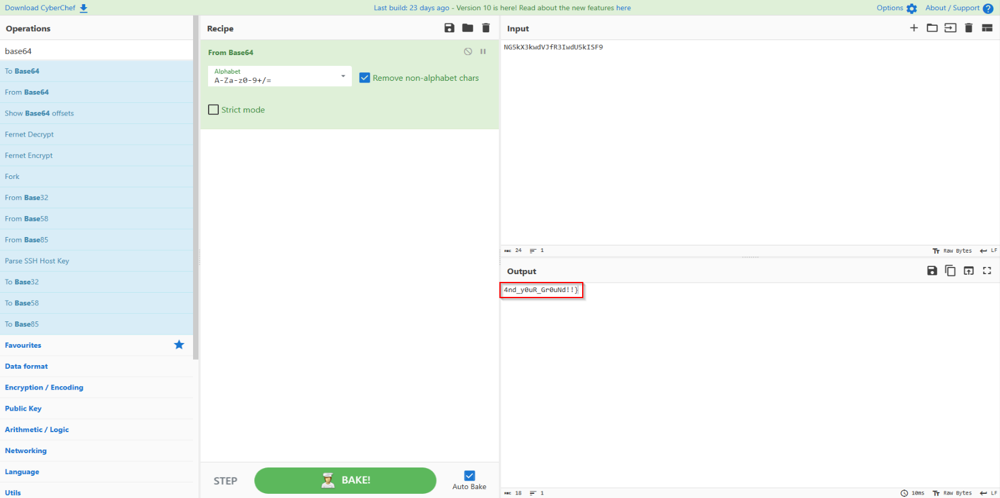 Download CyberChef
Last build: 23 days ago - Version 10 is here! Read about the new features here
Options
About / Support
?
Operations
base64
To Base64
From Base64
Show Base64 offsets
Fernet Decrypt
Fernet Encrypt
Fork
From Base32
From Base58
From Base85
Parse SSH Host Key
To Base32
To Base58
To Base85
Favourites
Data format
Encryption / Encoding
Public Key
Arithmetic / Logic
Networking
Language
Utils
Recipe
From Base64
Alphabet
A-Za-z0-9+/=
Remove non-alphabet chars
Strict mode
STEP
BAKE!
Auto Bake
Input
NG5kX3kwdVJfR3IwdU5kISF9
ABC 24 1
Tт Raw Bytes LF
Output
4nd_y0uR_Gr0uNd!!}
ABC 18 1
10ms Tт Raw Bytes LF